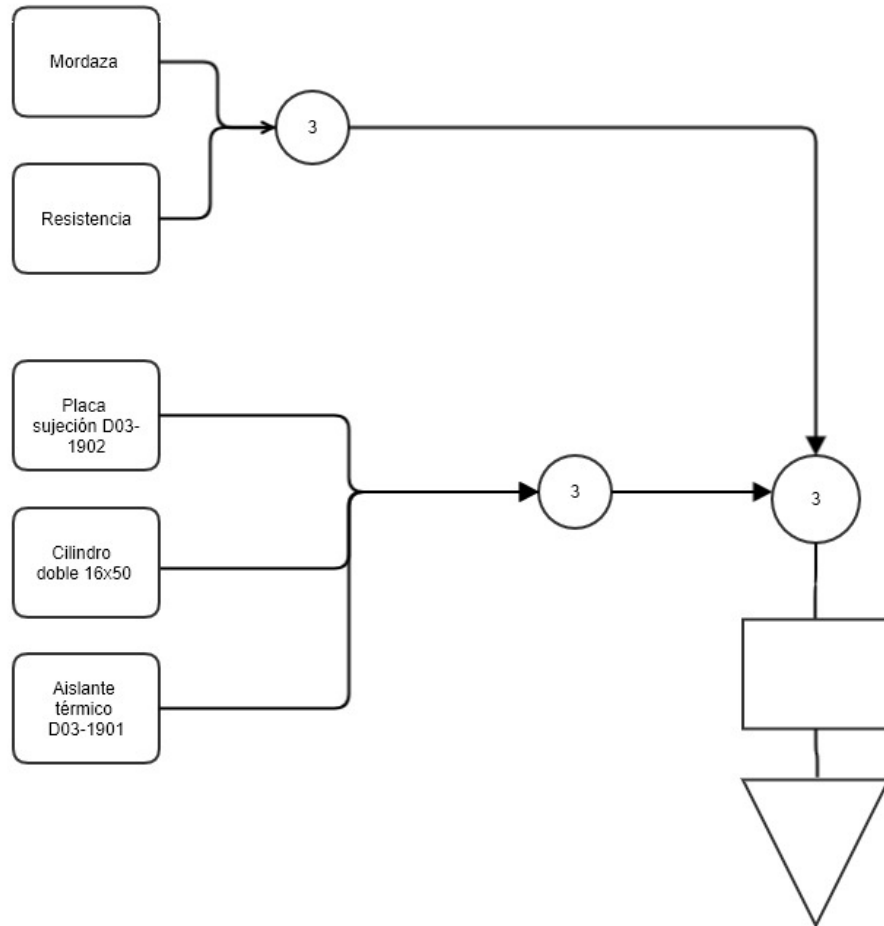 Mordaza
3
Resistencia
Placa
sujeción D03-
1902
3
3
Cilindro
doble 16x50
Aislante
térmico
D03-1901